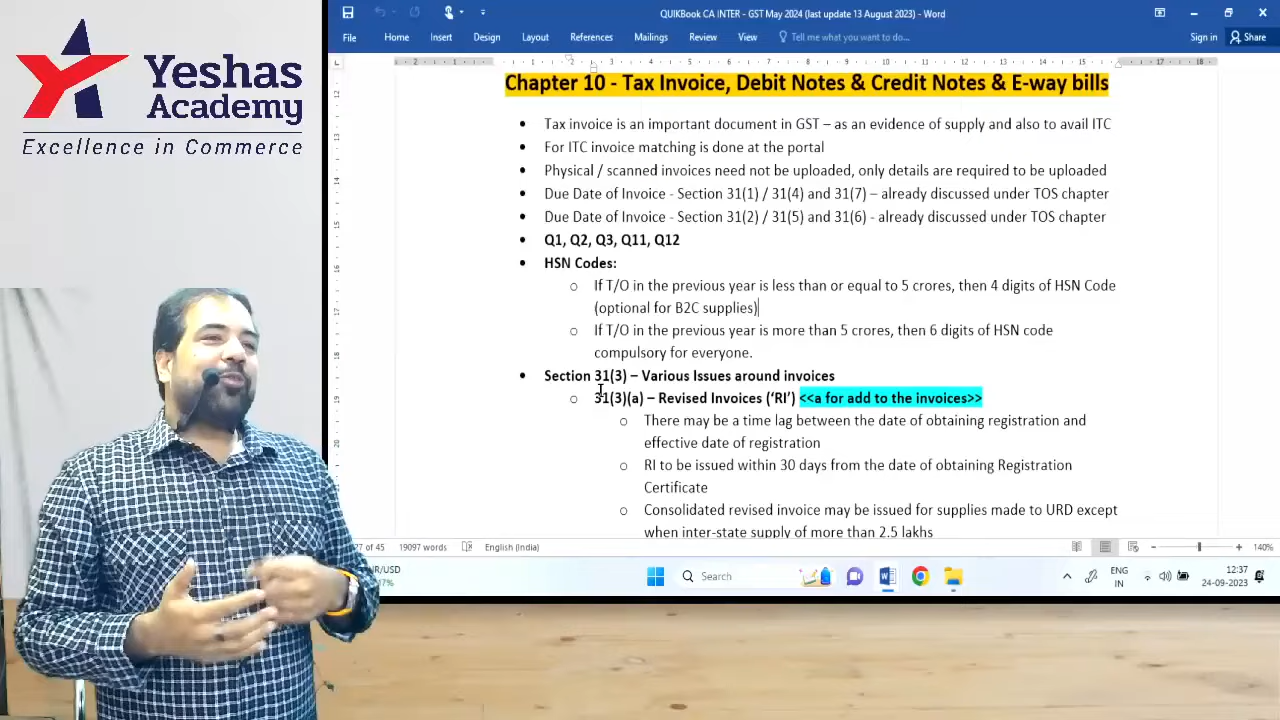 Yeshas
Academy
Excellence in Commerce
QUIKBook CA INTER - GST May 2024 (last update 13 August 2023) - Word
File Home Insert Design Layout References Mailings Review View Tell me what you want to do... Sign in Share
Chapter 10 - Tax Invoice, Debit Notes & Credit Notes & E-way bills
• Tax invoice is an important document in GST – as an evidence of supply and also to avail ITC
• For ITC invoice matching is done at the portal
• Physical / scanned invoices need not be uploaded, only details are required to be uploaded
• Due Date of Invoice - Section 31(1) / 31(4) and 31(7) – already discussed under TOS chapter
• Due Date of Invoice - Section 31(2) / 31(5) and 31(6) - already discussed under TOS chapter
• Q1, Q2, Q3, Q11, Q12
• HSN Codes:
o If T/O in the previous year is less than or equal to 5 crores, then 4 digits of HSN Code
(optional for B2C supplies)
o If T/O in the previous year is more than 5 crores, then 6 digits of HSN code
compulsory for everyone.
• Section 31(3) – Various Issues around invoices
o 31(3)(a) – Revised Invoices ('RI') <<a for add to the invoices>>
o There may be a time lag between the date of obtaining registration and
effective date of registration
o RI to be issued within 30 days from the date of obtaining Registration
Certificate
o Consolidated revised invoice may be issued for supplies made to URD except
when inter-state supply of more than 2.5 lakhs
27 of 45 19097 words English (India) 140%
R/USD
17%
Search
ENG
IN
12:37
24-09-2023